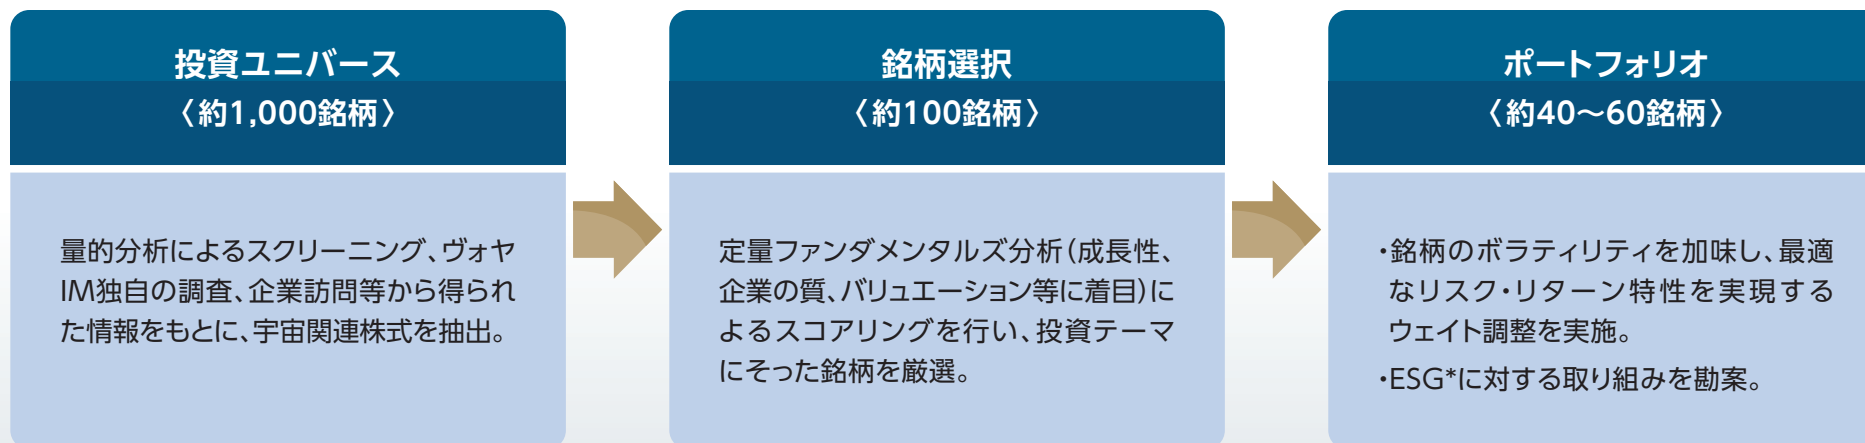 投資ユニバース
〈約1,000銘柄〉
量的分析によるスクリーニング、ヴォヤ
IM独自の調査、企業訪問等から得られ
た情報をもとに、宇宙関連株式を抽出。
銘柄選択
〈約100銘柄〉
定量ファンダメンタルズ分析(成長性、
企業の質、バリュエーション等に着目)に
よるスコアリングを行い、投資テーマ
にそった銘柄を厳選。
ポートフォリオ
〈約40～60銘柄〉
・銘柄のボラティリティを加味し、最適
なリスク・リターン特性を実現する
ウェイト調整を実施。
・ESG*に対する取り組みを勘案。